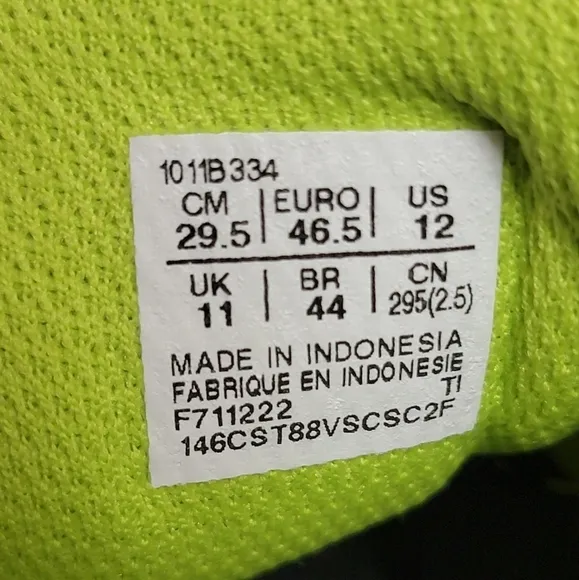 1011B334
CM | EURO | US
29.5 | 46.5 | 12
UK | BR | CN
11 | 44 | 295(2.5)
MADE IN INDONESIA
FABRIQUE EN INDONESIE
TI
F711222
146CST88VSCSC2F